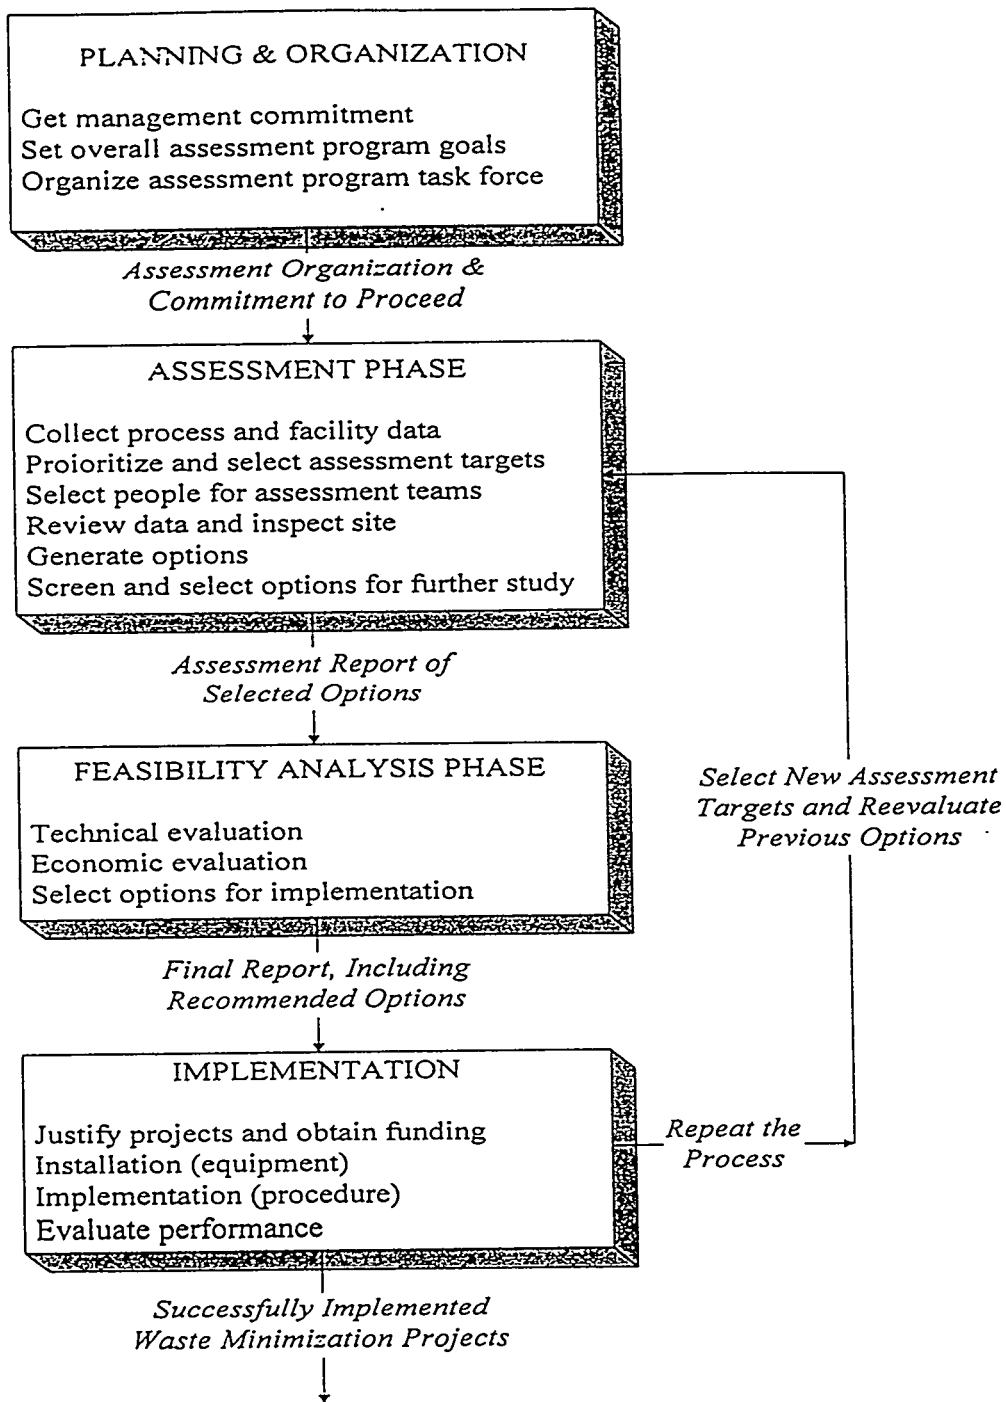 PLANNING & ORGANIZATION
Get management commitment
Set overall assessment program goals
Organize assessment program task force
Assessment Organization &
Commitment to Proceed
ASSESSMENT PHASE
Collect process and facility data
Proioritize and select assessment targets
Select people for assessment teams
Review data and inspect site
Generate options
Screen and select options for further study
Assessment Report of
Selected Options
FEASIBILITY ANALYSIS PHASE
Technical evaluation
Economic evaluation
Select options for implementation
Select New Assessment
Targets and Reevaluate
Previous Options
Final Report, Including
Recommended Options
IMPLEMENTATION
Justify projects and obtain funding
Installation (equipment)
Implementation (procedure)
Evaluate performance
Repeat the
Process
Successfully Implemented
Waste Minimization Projects